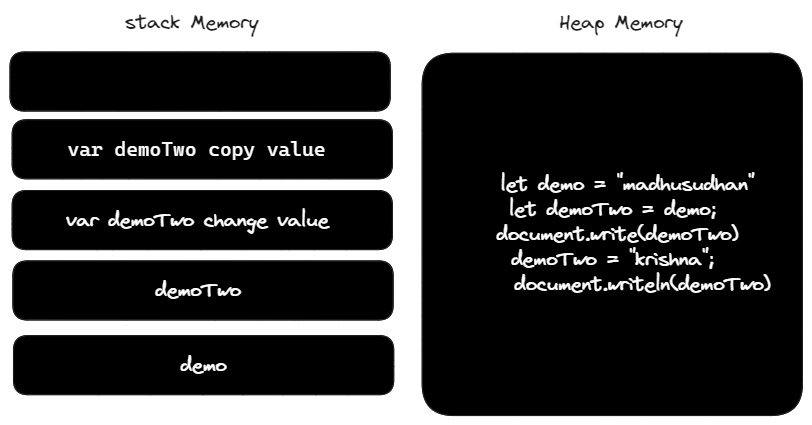 stack Memory
var demoTwo copy value
var demoTwo change value
demoTwo
demo
Heap Memory
let demo = "madhusudhan"
let demoTwo = demo;
document.write(demoTwo)
demoTwo = "krishna";
document.writeln(demoTwo)